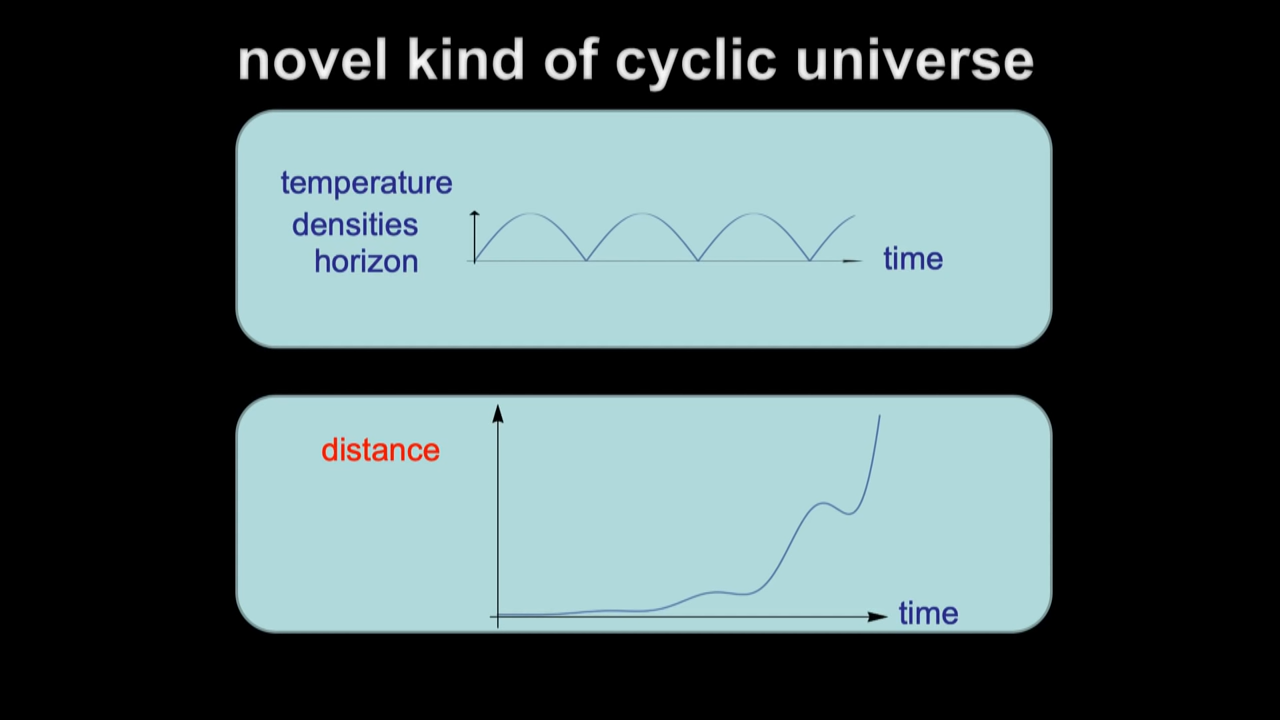 novel kind of cyclic universe
temperature
densities
horizon
time
distance
time